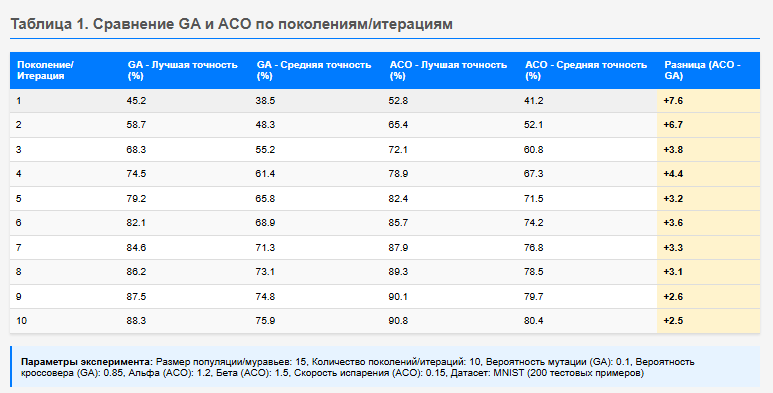 Таблица 1. Сравнение GA и ACO по поколениям/итерациям
Поколение/ GA - Лучшая точность GA - Средняя точность ACO - Лучшая точность ACO - Средняя точность Разница (ACO -
Итерация (%) (%) (%) (%) GA)
1 45.2 38.5 52.8 41.2 +7.6
2 58.7 48.3 65.4 52.1 +6.7
3 68.3 55.2 72.1 60.8 +3.8
4 74.5 61.4 78.9 67.3 +4.4
5 79.2 65.8 82.4 71.5 +3.2
6 82.1 68.9 85.7 74.2 +3.6
7 84.6 71.3 87.9 76.8 +3.3
8 86.2 73.1 89.3 78.5 +3.1
9 87.5 74.8 90.1 79.7 +2.6
10 88.3 75.9 90.8 80.4 +2.5
Параметры эксперимента: Размер популяции/муравьев: 15, Количество поколений/итераций: 10, Вероятность мутации (GA): 0.1, Вероятность
кроссовера (GA): 0.85, Альфа (ACO): 1.2, Бета (ACO): 1.5, Скорость испарения (ACO): 0.15, Датасет: MNIST (200 тестовых примеров)